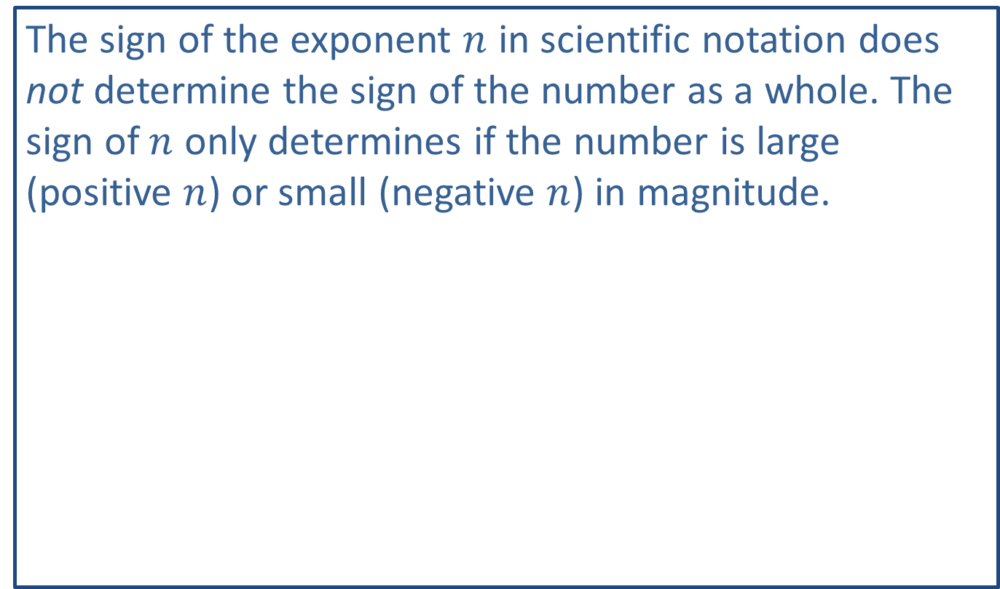 The sign of the exponent n in scientific notation does
not determine the sign of the number as a whole. The
sign of n only determines if the number is large
(positive n) or small (negative n) in magnitude.